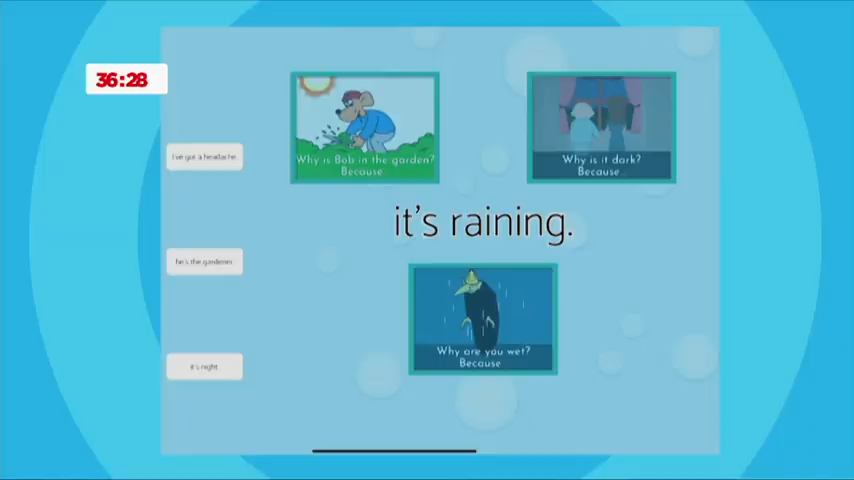 36:28
I've got a headache.
Why is Bob in the garden?
Because
Why is it dark?
Because...
it's raining.
he's the gardener.
Why are you wet?
Because
it's night.